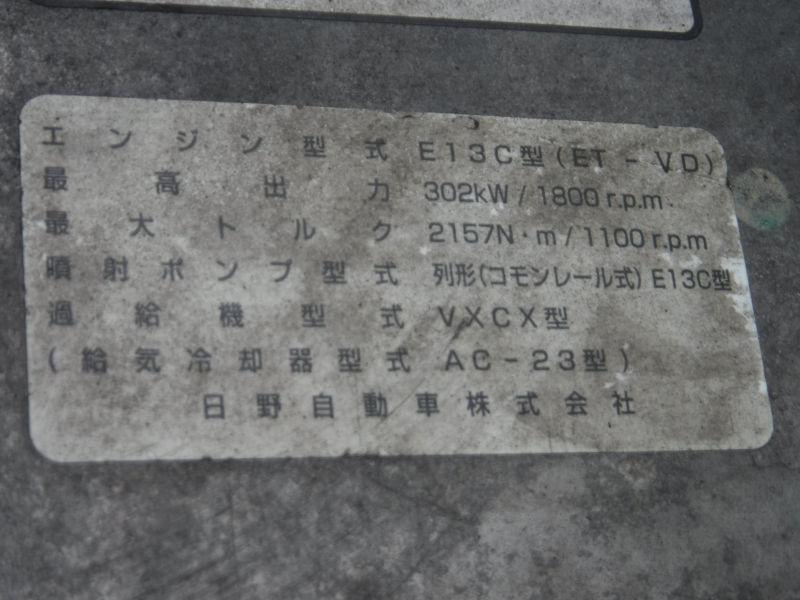 エンジン型式 E13C型(ET-VD)
最高出力 302kW/1800r.p.m.
最大トルク 2157N・m/1100r.p.m
噴射ポンプ型式 列形(コモンレール式)E13C型
過給機型式 VXCX型
(給気冷却器型式 AC-23型)
日野自動車株式会社